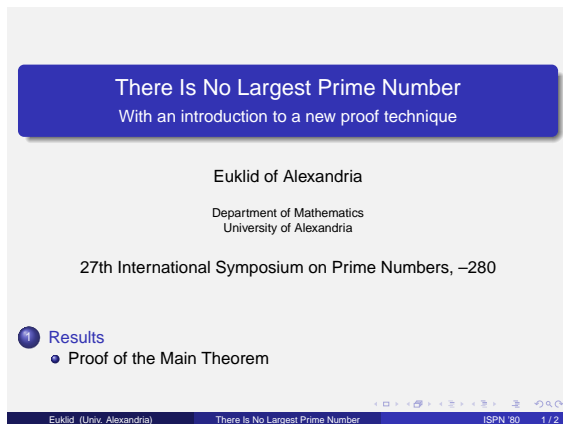 There Is No Largest Prime Number
With an introduction to a new proof technique
Euklid of Alexandria
Department of Mathematics
University of Alexandria
27th International Symposium on Prime Numbers, –280
1 Results
Proof of the Main Theorem
Euklid (Univ. Alexandria) There Is No Largest Prime Number ISPN ’80 1 / 2